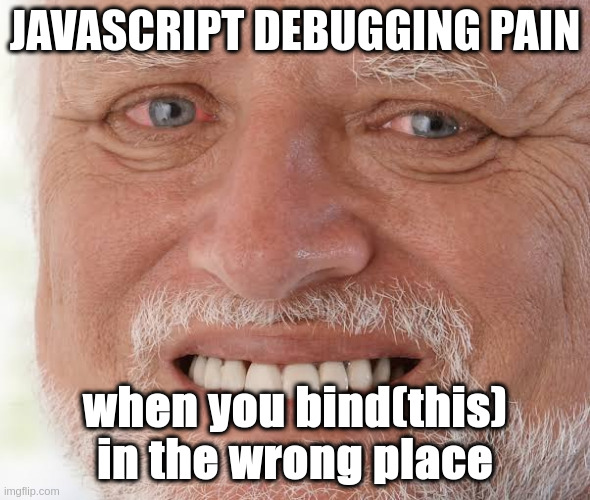 JAVASCRIPT DEBUGGING PAIN
when you bind(this)
in the wrong place
imgflip.com